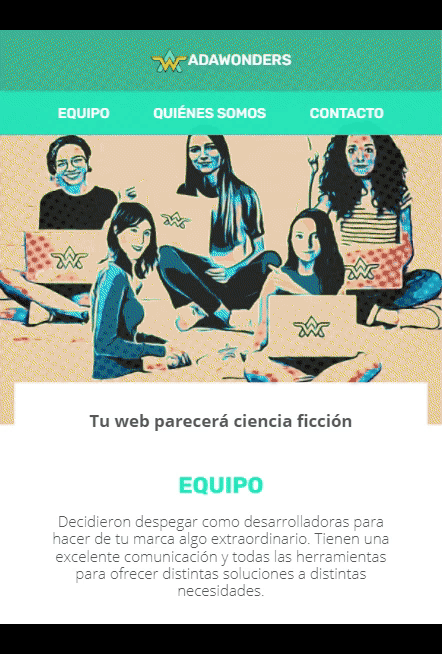 ADAWONDERS
EQUIPO QUIÉNES SOMOS CONTACTO
Tu web parecerá ciencia ficción
EQUIPO
Decidieron despegar como desarrolladoras para
hacer de tu marca algo extraordinario. Tienen una
excelente comunicación y todas las herramientas
para ofrecer distintas soluciones a distintas
necesidades.